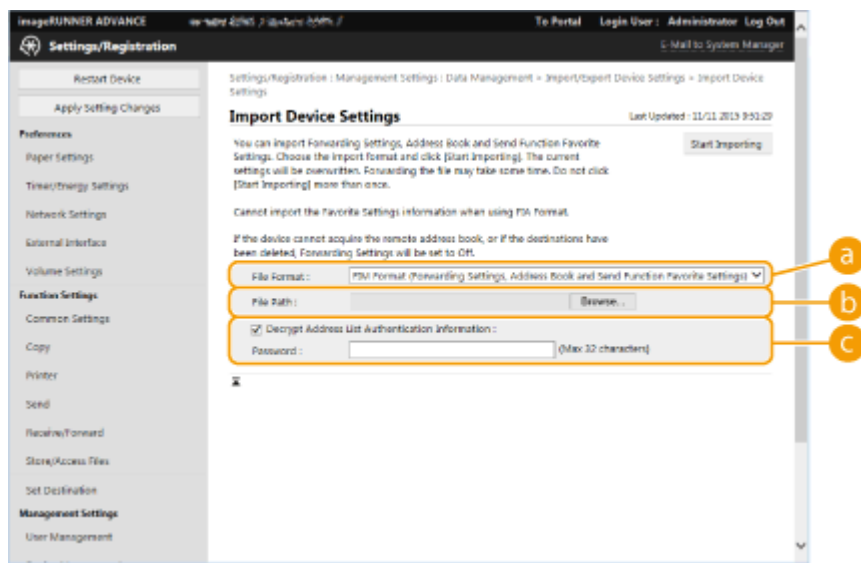 imageRUNNER ADVANCE
To Portal Login User : Administrator Log Out
Settings/Registration
E-Mail to System Manager
Restart Device
Apply Setting Changes
Preferences
Paper Settings
Timer/Energy Settings
Network Settings
External Interface
Volume Settings
Function Settings
Common Settings
Copy
Printer
Send
Receive/Forward
Store/Access Files
Set Destination
Management Settings
User Management
Settings/Registration : Management Settings : Data Management > Import/Export Device Settings > Import Device
Settings
Import Device Settings
Last Updated : 11/11 2015 9:51:29
You can import Forwarding Settings, Address Book and Send Function Favorite
Settings. Choose the import format and click [Start Importing]. The current
settings will be overwritten. Forwarding the file may take some time. Do not click
[Start Importing] more than once.
Start Importing
Cannot import the Favorite Settings information when using FIA Format.
If the device cannot acquire the remote address book, or if the destinations have
been deleted, Forwarding Settings will be set to Off.
File Format :
Format (Forwarding Settings, Address Book and Send Function Favorite Settings)
a
File Path :
Browse...
b
Decrypt Address List Authentication Information :
Password :
(Max 32 characters)
c